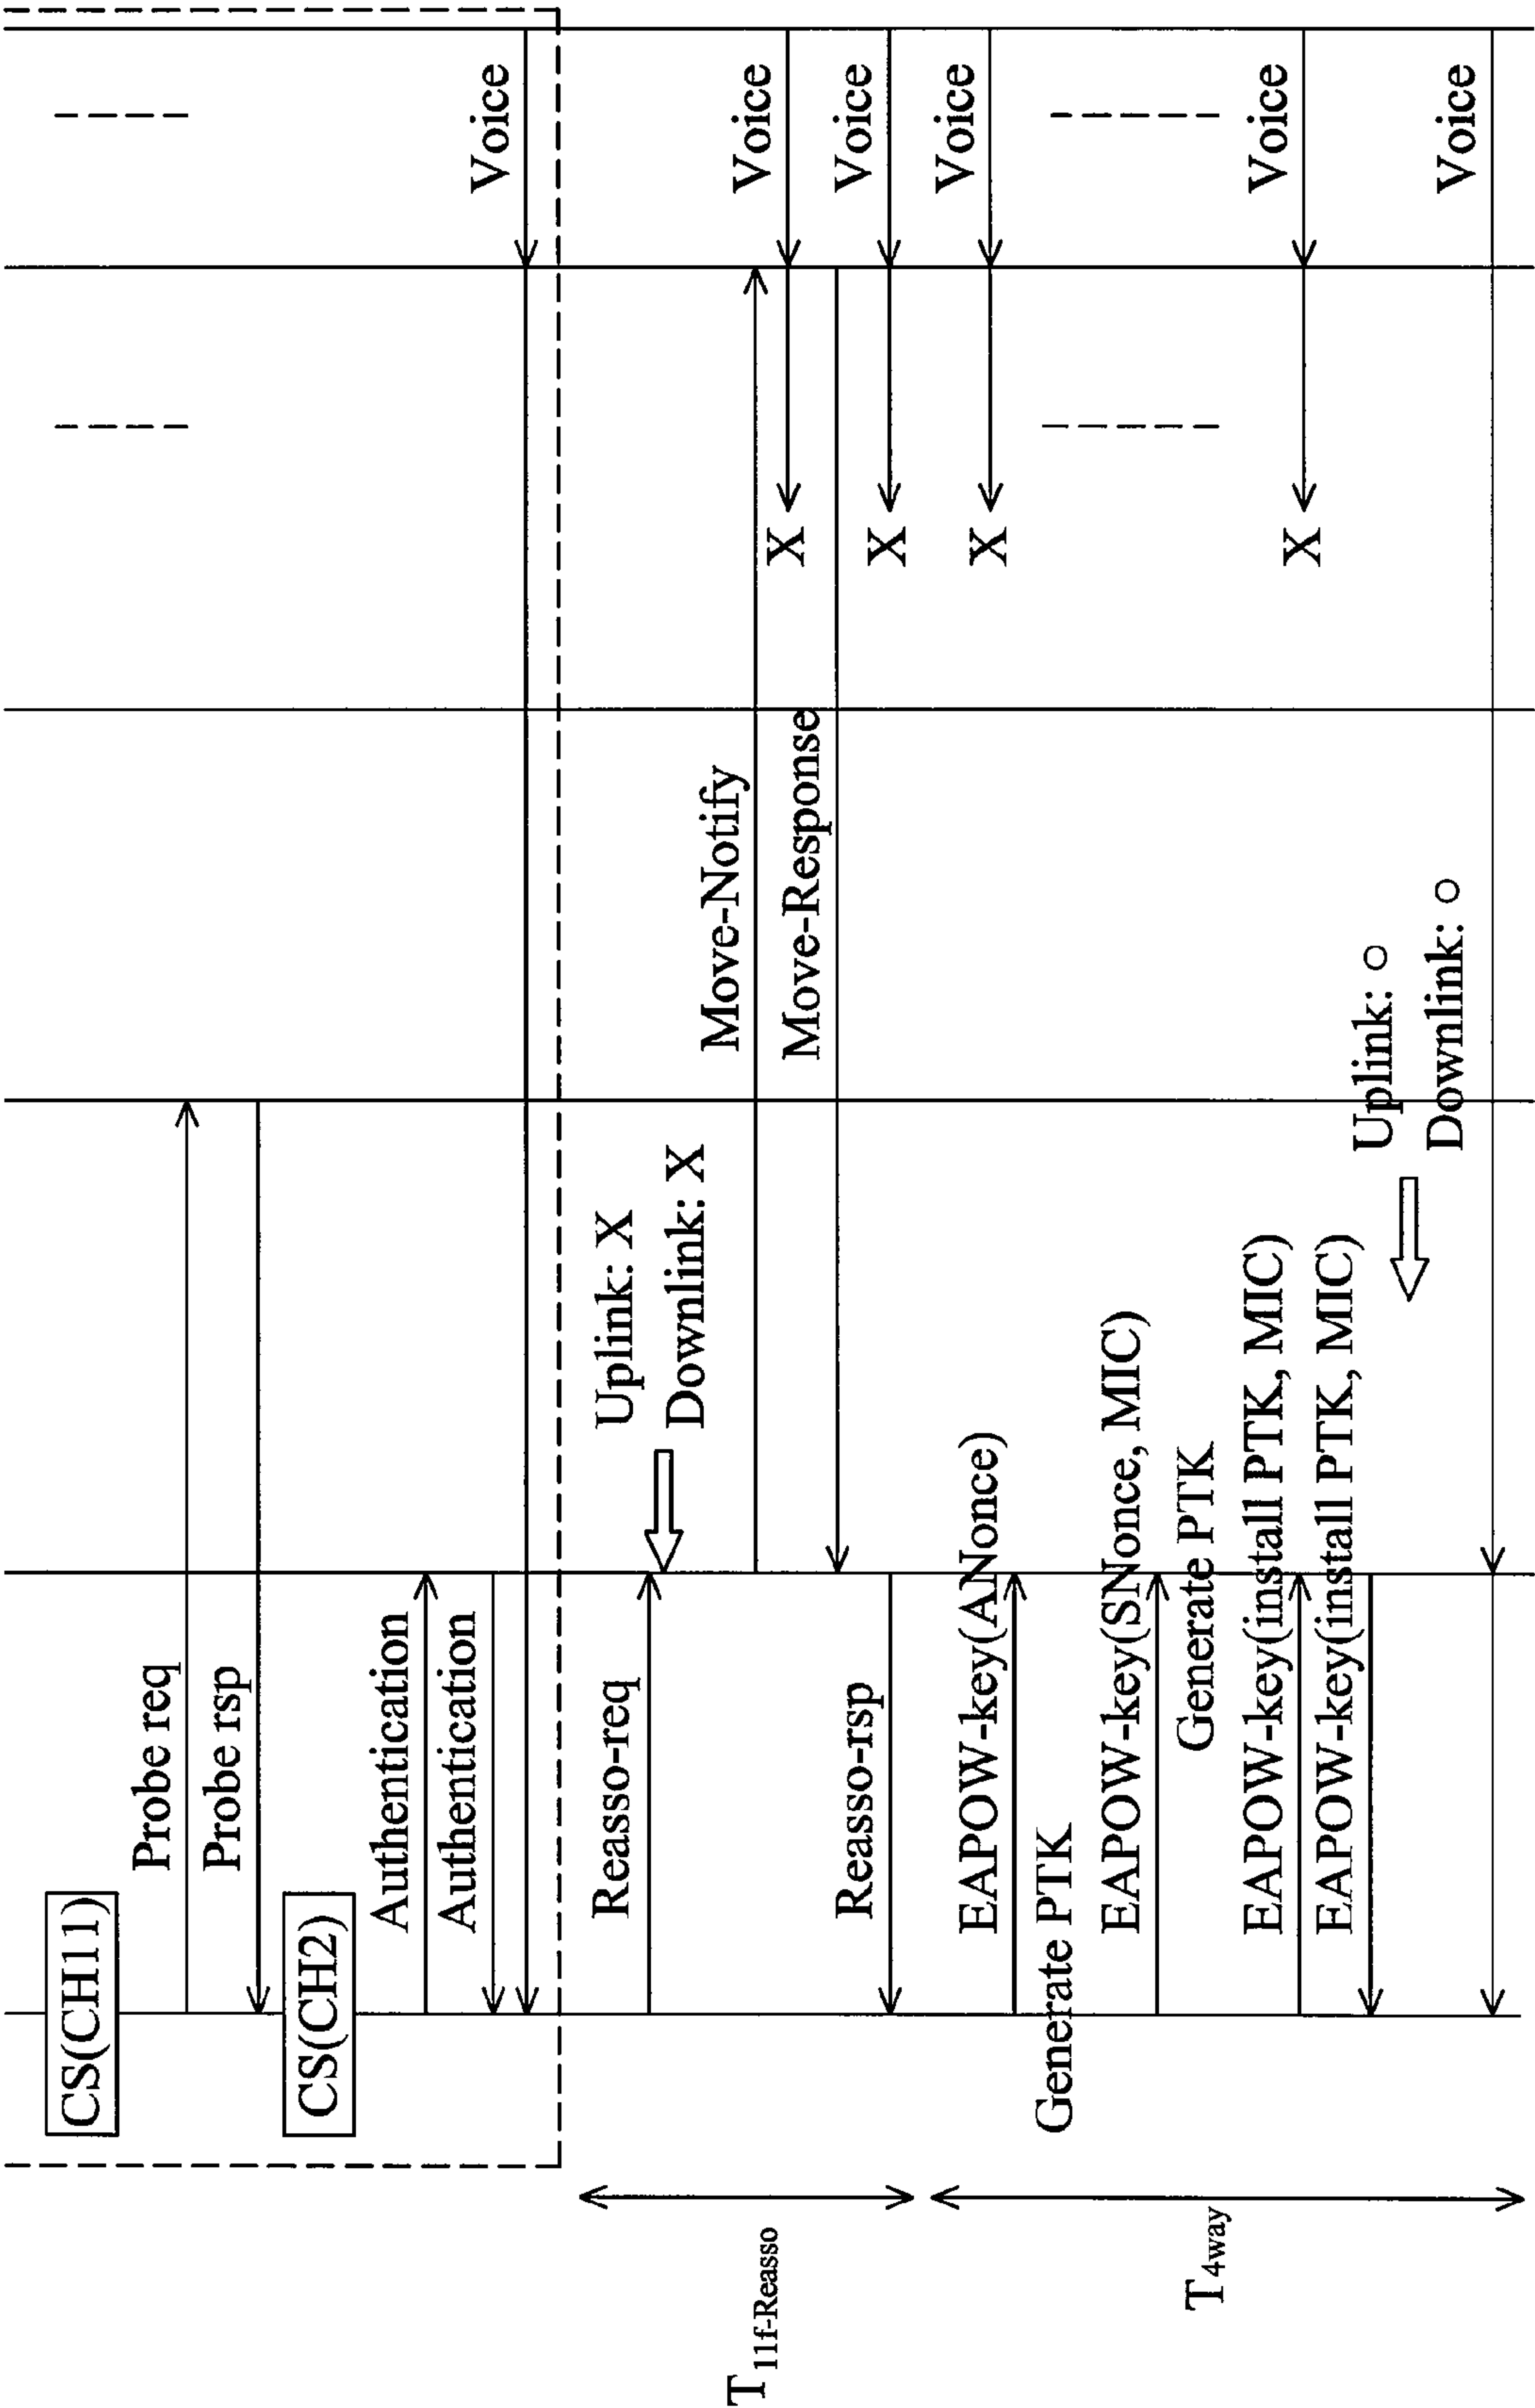 CS(CH11)
Probe req
Probe rsp
CS(CH2)
Authentication
Authentication
Voice
Reasso-req
Uplink: X
Downlink: X
Move-Notify
Voice
X
Move-Response
Reasso-rsp
Voice
X
EAPOW-key(ANonce)
Voice
X
Generate PTK
EAPOW-key(SNonce, MIC)
Generate PTK
EAPOW-key(install PTK, MIC)
Voice
X
EAPOW-key(install PTK, MIC)
Uplink: ○
Downlink: ○
Voice
T11f-Reasso
T4way